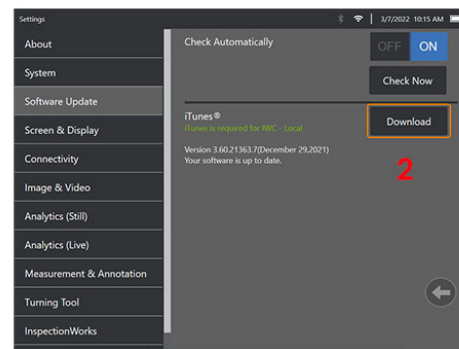 Settings
3/7/2022 10:15 AM
About
System
Software Update
Screen & Display
Connectivity
Image & Video
Analytics (Still)
Analytics (Live)
Measurement & Annotation
Turning Tool
InspectionWorks
Check Automatically
OFF ON
Check Now
iTunes®
iTunes is required for IWC - Local
Download
Version 3.60.21363.7(December 29,2021)
Your software is up to date.
2